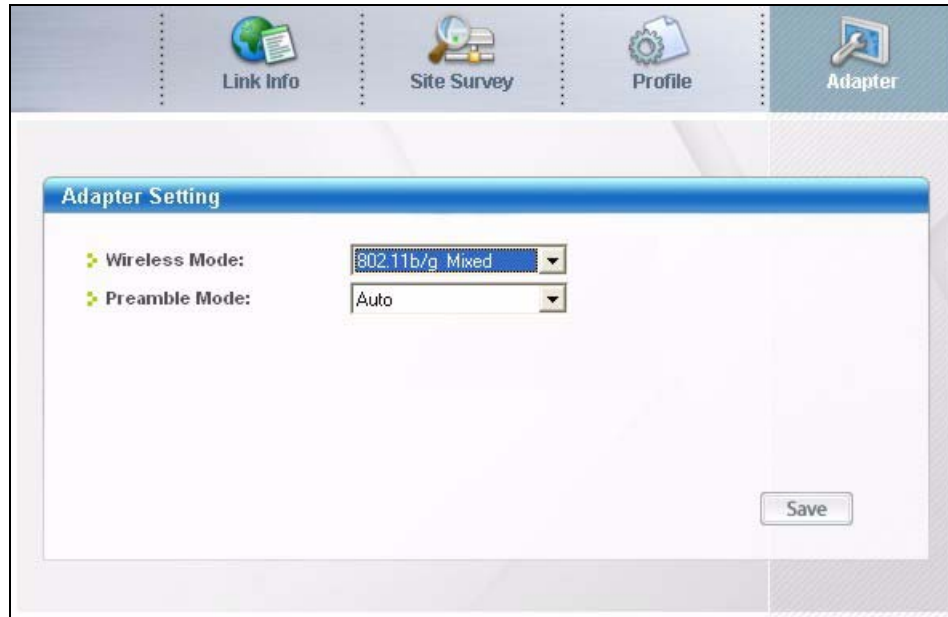 Link Info
Site Survey
Profile
Adapter
Adapter Setting
Wireless Mode: 802.11b/g Mixed
Preamble Mode: Auto
Save